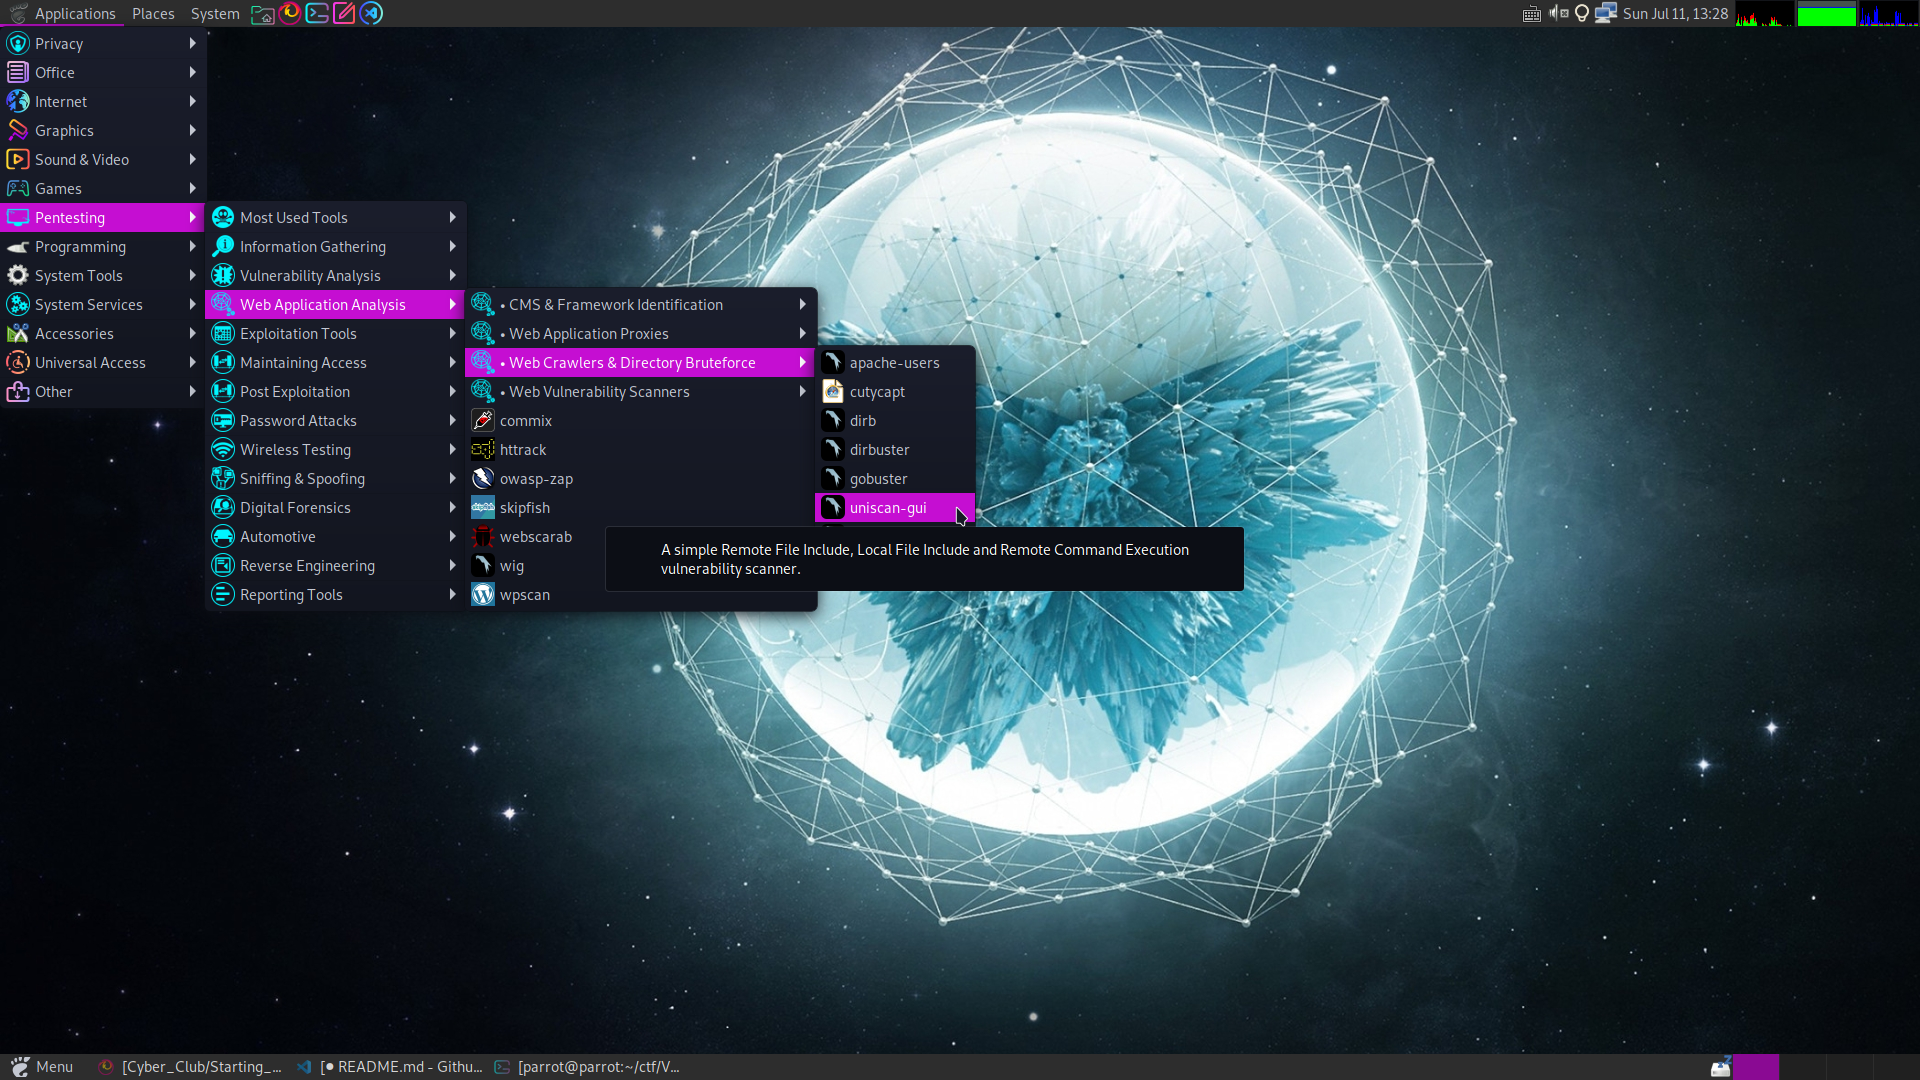 Applications Places System
Sun Jul 11, 13:28
Privacy
Office
Internet
Graphics
Sound & Video
Games
Pentesting
Programming
System Tools
System Services
Accessories
Universal Access
Other
Most Used Tools
Information Gathering
Vulnerability Analysis
Web Application Analysis
Exploitation Tools
Maintaining Access
Post Exploitation
Password Attacks
Wireless Testing
Sniffing & Spoofing
Digital Forensics
Automotive
Reverse Engineering
Reporting Tools
• CMS & Framework Identification
• Web Application Proxies
• Web Crawlers & Directory Bruteforce
• Web Vulnerability Scanners
commix
httrack
owasp-zap
skipfish
webscarab
wig
wpscan
apache-users
cutycapt
dirb
dirbuster
gobuster
uniscan-gui
A simple Remote File Include, Local File Include and Remote Command Execution
vulnerability scanner.
Menu [Cyber_Club/Starting_... [● README.md - Githu... [parrot@parrot:~/ctf/V...